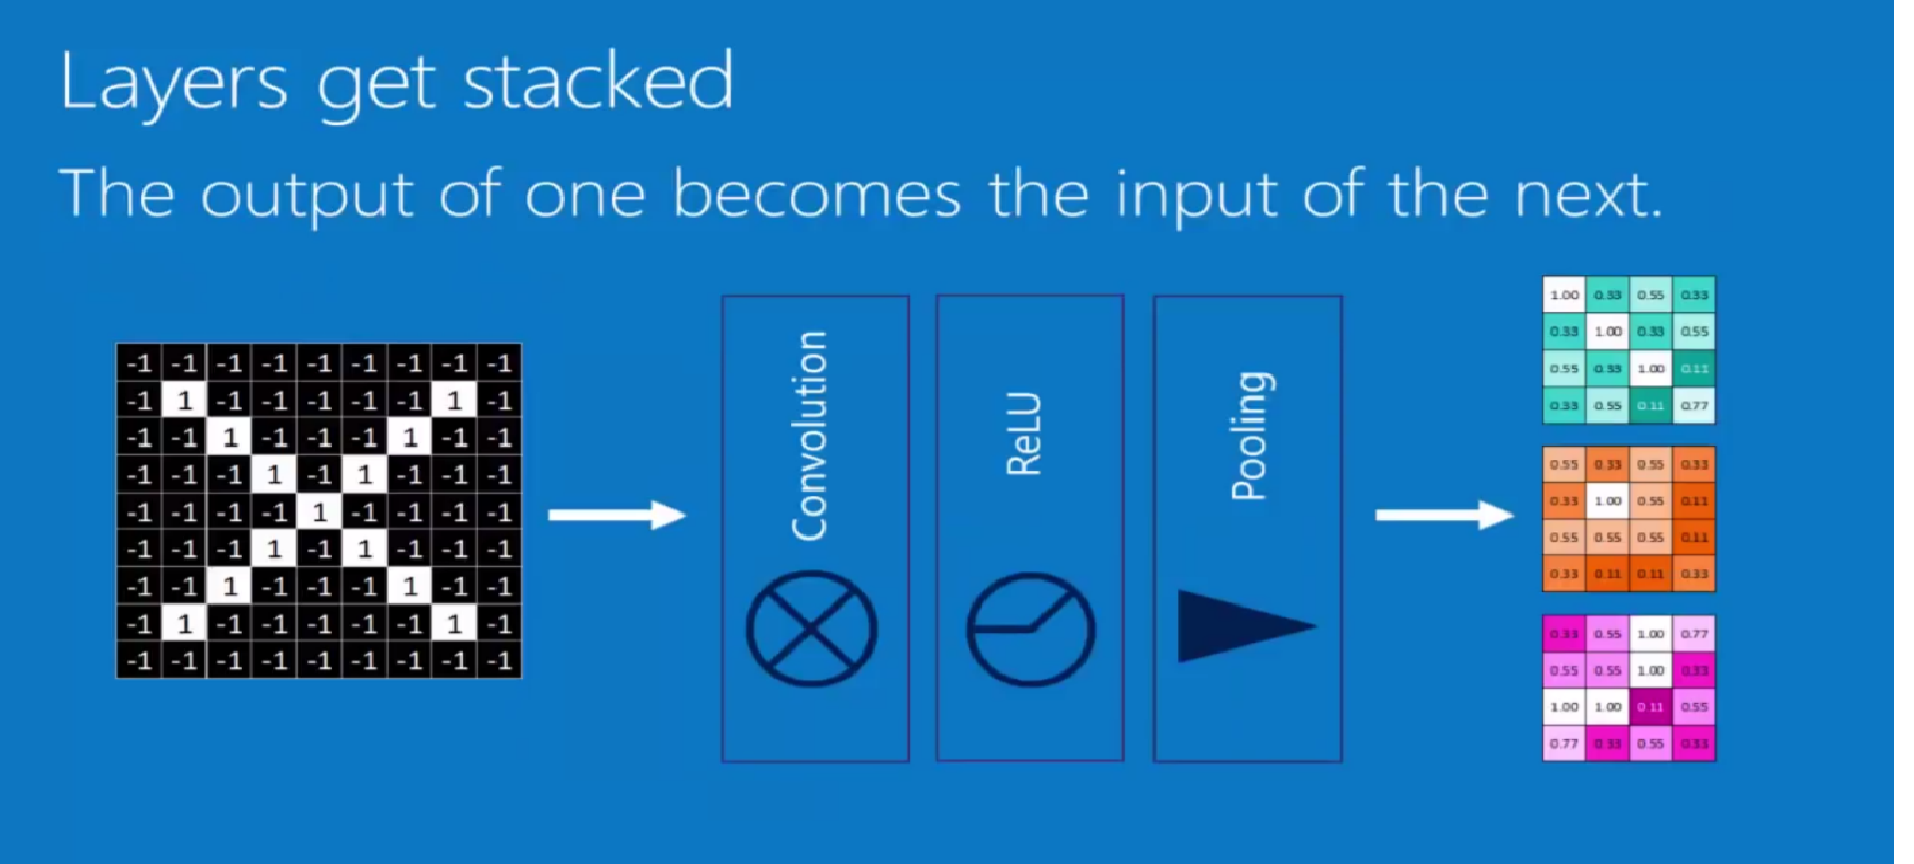 Layers get stacked
The output of one becomes the input of the next.
-1 -1 -1 -1 -1 -1 -1 -1 -1
-1 1 -1 -1 -1 -1 -1 1 -1
-1 -1 1 -1 -1 -1 1 -1 -1
-1 -1 -1 1 -1 1 -1 -1 -1
-1 -1 -1 -1 1 -1 -1 -1 -1
-1 -1 -1 1 -1 1 -1 -1 -1
-1 -1 1 -1 -1 -1 1 -1 -1
-1 1 -1 -1 -1 -1 -1 1 -1
-1 -1 -1 -1 -1 -1 -1 -1 -1
Convolution
ReLU
Pooling
1.00 0.33 0.55 0.33
0.33 1.00 0.33 0.55
0.55 0.33 1.00 0.11
0.33 0.55 0.11 0.77
0.55 0.33 0.55 0.33
0.33 1.00 0.55 0.11
0.55 0.55 0.55 0.11
0.33 0.11 0.11 0.33
0.33 0.55 1.00 0.77
0.55 0.55 1.00 0.33
1.00 1.00 0.11 0.55
0.77 0.33 0.55 0.33